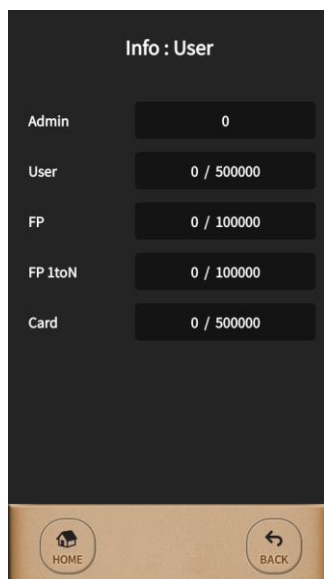 Info : User
Admin 0
User 0 / 500000
FP 0 / 100000
FP 1toN 0 / 100000
Card 0 / 500000
HOME BACK